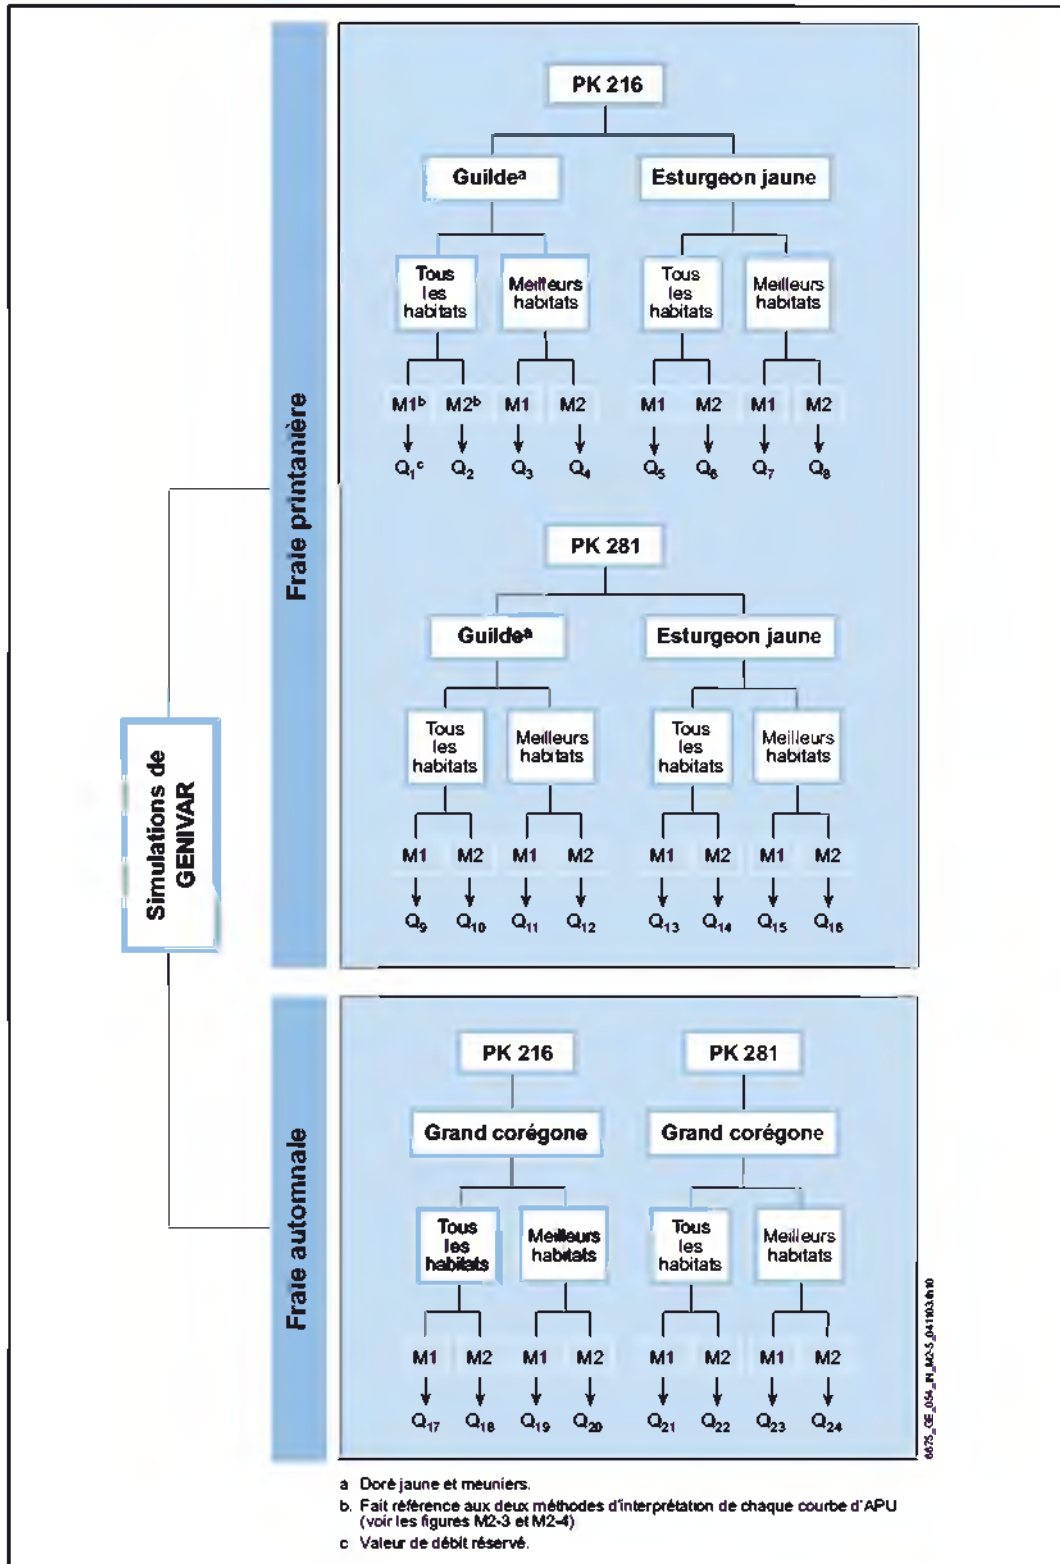 Simulations de
GENIVAR
Fraie printanière
PK 216
Guildeᵃ
Esturgeon jaune
Tous
les
habitats
Meilleurs
habitats
Tous
les
habitats
Meilleurs
habitats
M1ᵇ M2ᵇ M1 M2 M1 M2 M1 M2
Q₁ᶜ Q₂ Q₃ Q₄ Q₅ Q₆ Q₇ Q₈
PK 281
Guildeᵃ
Esturgeon jaune
Tous
les
habitats
Meilleurs
habitats
Tous
les
habitats
Meilleurs
habitats
M1 M2 M1 M2 M1 M2 M1 M2
Q₉ Q₁₀ Q₁₁ Q₁₂ Q₁₃ Q₁₄ Q₁₅ Q₁₆
Fraie automnale
PK 216
PK 281
Grand corégone
Grand corégone
Tous
les
habitats
Meilleurs
habitats
Tous
les
habitats
Meilleurs
habitats
M1 M2 M1 M2 M1 M2 M1 M2
Q₁₇ Q₁₈ Q₁₉ Q₂₀ Q₂₁ Q₂₂ Q₂₃ Q₂₄
a Doré jaune et meuniers.
b. Fait référence aux deux méthodes d'interprétation de chaque courbe d'APU
(voir les figures M2-3 et M2-4)
c Valeur de débit réservé.